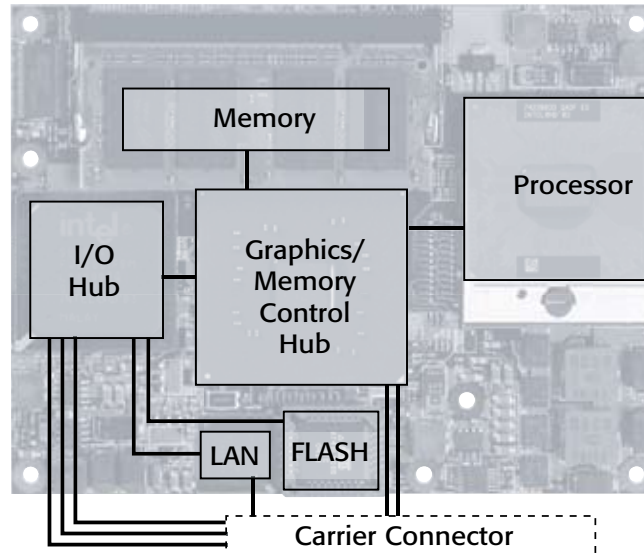 Memory
Processor
I/O
Hub
Graphics/
Memory
Control
Hub
LAN
FLASH
Carrier Connector